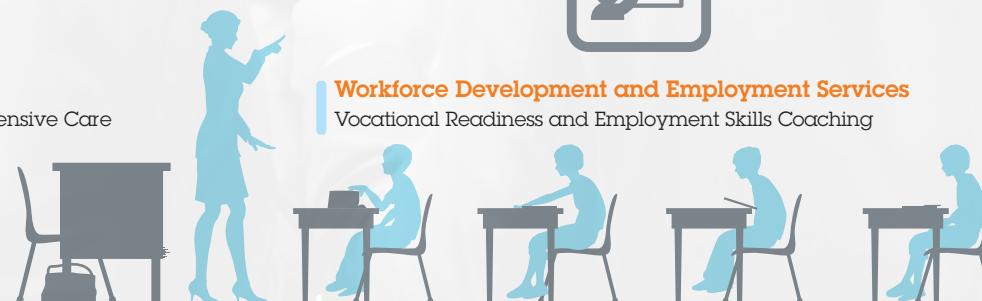 Workforce Development and Employment Services
Vocational Readiness and Employment Skills Coaching
ensive Care